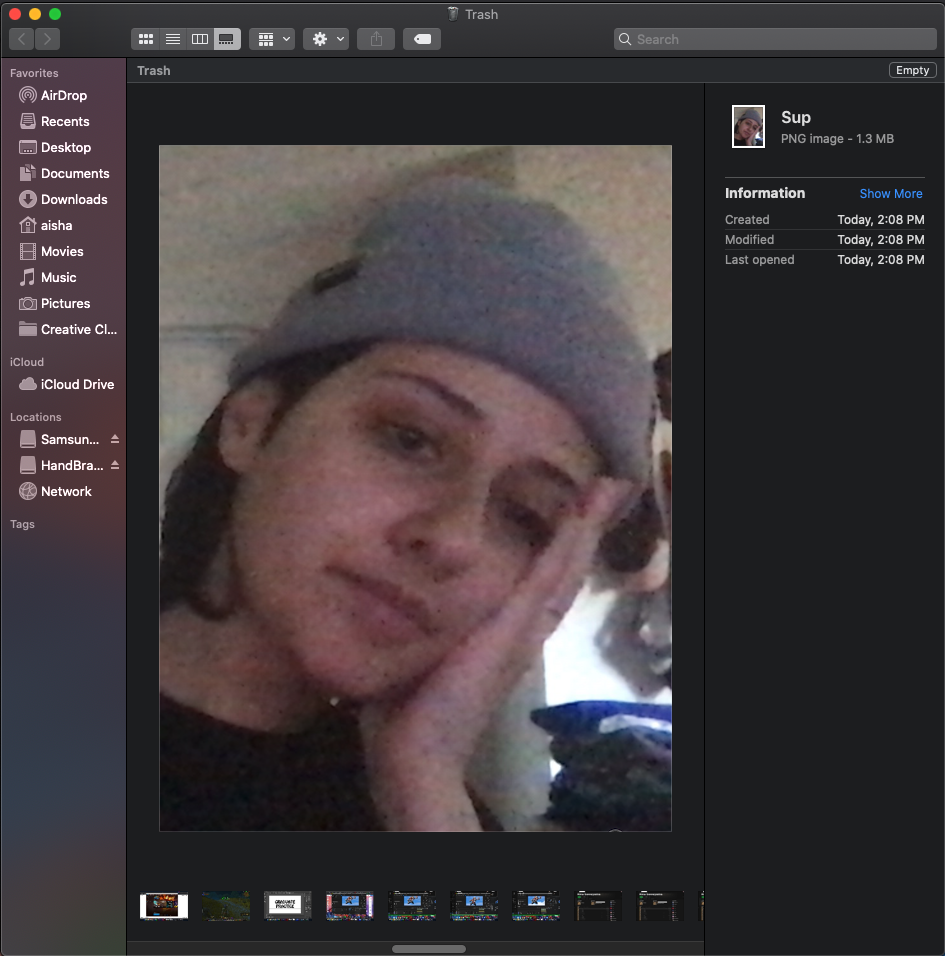 Trash
Search
Favorites
AirDrop
Recents
Desktop
Documents
Downloads
aisha
Movies
Music
Pictures
Creative Cl...
iCloud
iCloud Drive
Locations
Samsun...
HandBra...
Network
Tags
Trash
Empty
Sup
PNG image - 1.3 MB
Information Show More
Created Today, 2:08 PM
Modified Today, 2:08 PM
Last opened Today, 2:08 PM
GRADUATE